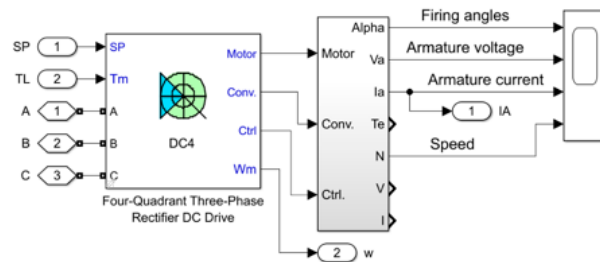 SP
1
TL
2
A
1
B
2
C
3
SP
Tm
A
B
C
Motor
Conv.
Ctrl
Wm
DC4
Four-Quadrant Three-Phase
Rectifier DC Drive
Motor
Conv.
Ctrl.
Alpha
Va
Ia
Te
N
V
I
Firing angles
Armature voltage
Armature current
1
IA
Speed
2
w